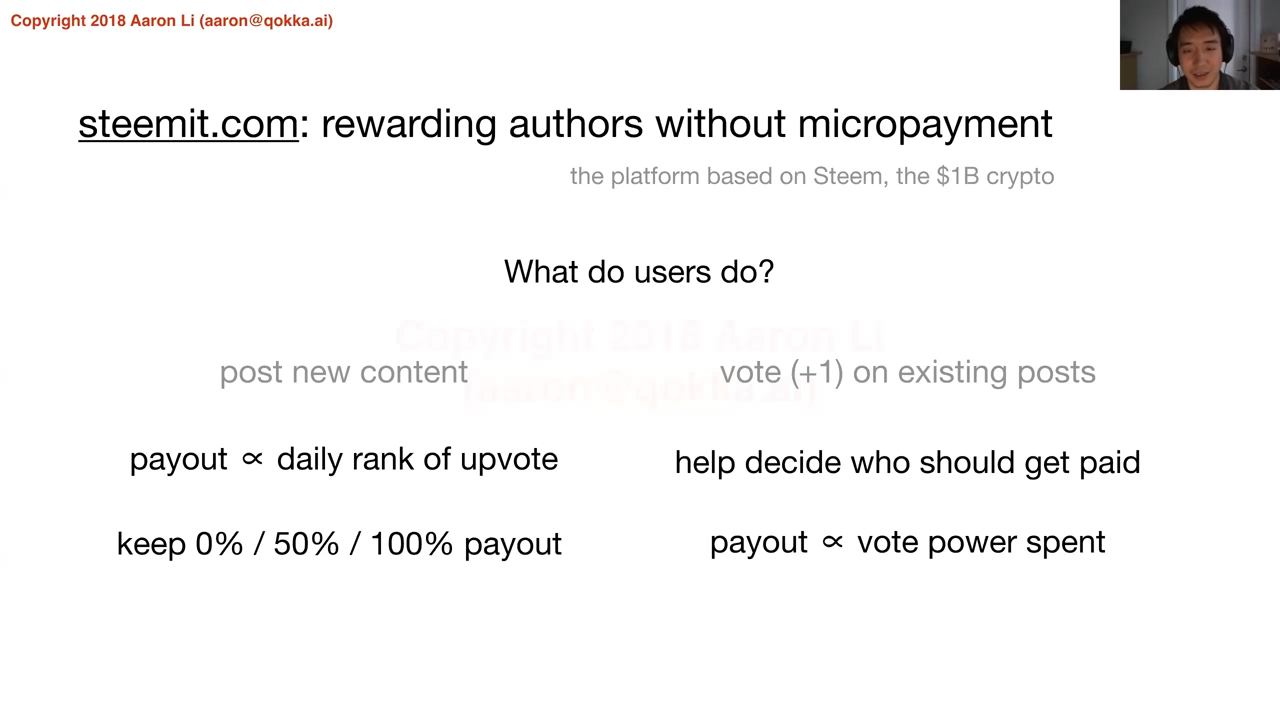 Copyright 2018 Aaron Li (aaron@qokka.ai)
steemit.com: rewarding authors without micropayment
the platform based on Steem, the $1B crypto
What do users do?
Copyright 2018 Aaron Li
(aaron@qokka.ai)
post new content
vote (+1) on existing posts
payout ∝ daily rank of upvote
help decide who should get paid
keep 0% / 50% / 100% payout
payout ∝ vote power spent